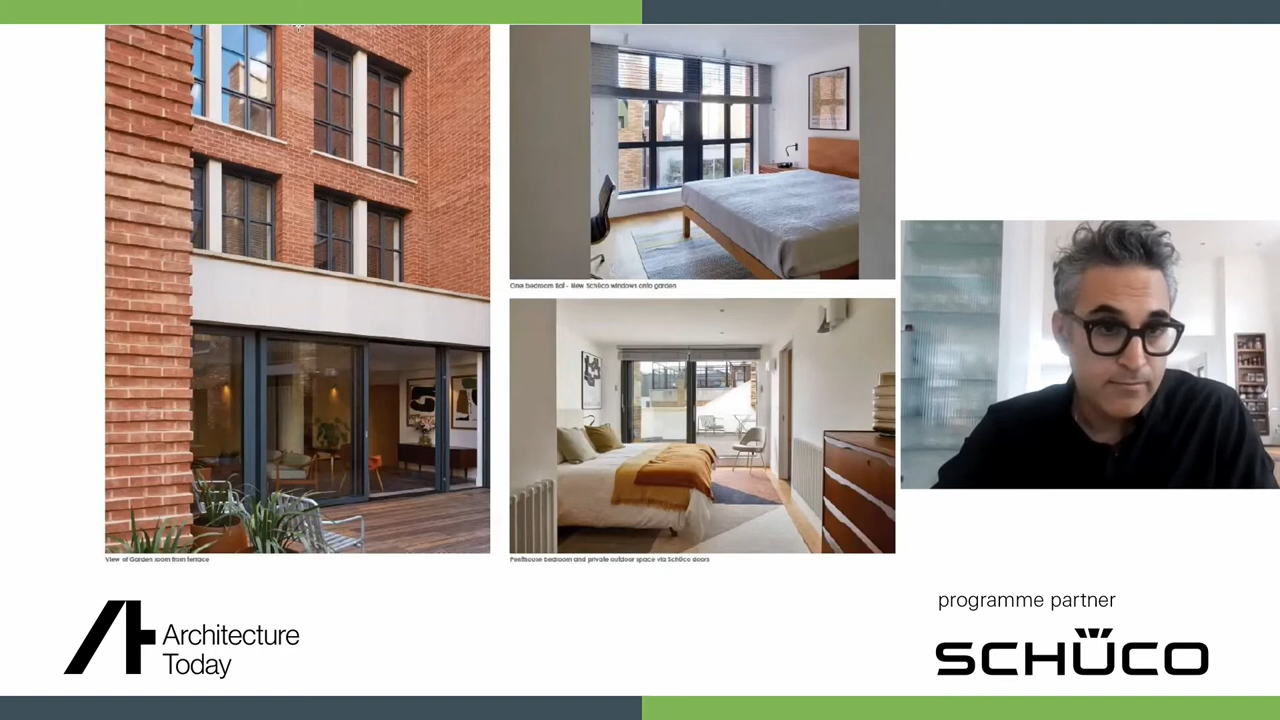 One bedroom flat - New Schüco windows onto garden
View of Garden room from terrace
Penthouse bedroom and private outdoor space via Schüco doors
Architecture
Today
programme partner
SCHÜCO